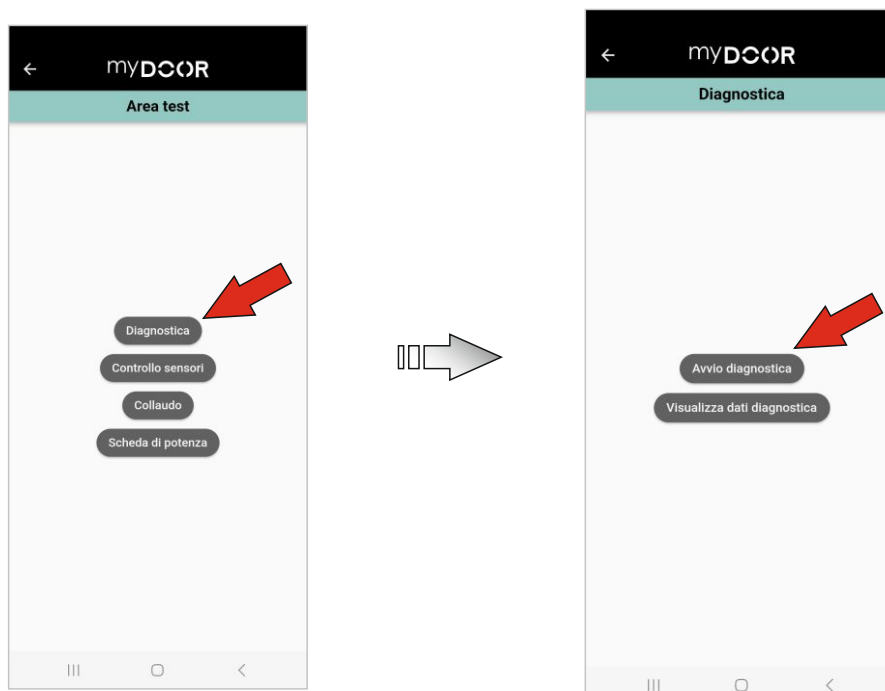 myDOOR
Area test
Diagnostica
Controllo sensori
Collaudo
Scheda di potenza
myDOOR
Diagnostica
Avvio diagnostica
Visualizza dati diagnostica